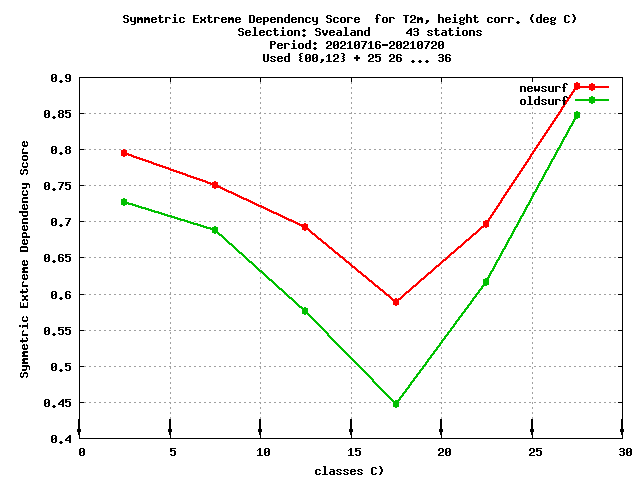 Symmetric Extreme Dependency Score  for T2m, height corr. (deg C)
Selection: Svealand     43 stations
Period: 20210716-20210720
Used {00,12} + 25 26 ... 36
newsurf
oldsurf
Symmetric Extreme Dependency Score
0.9
0.85
0.8
0.75
0.7
0.65
0.6
0.55
0.5
0.45
0.4
0 5 10 15 20 25 30
classes C)